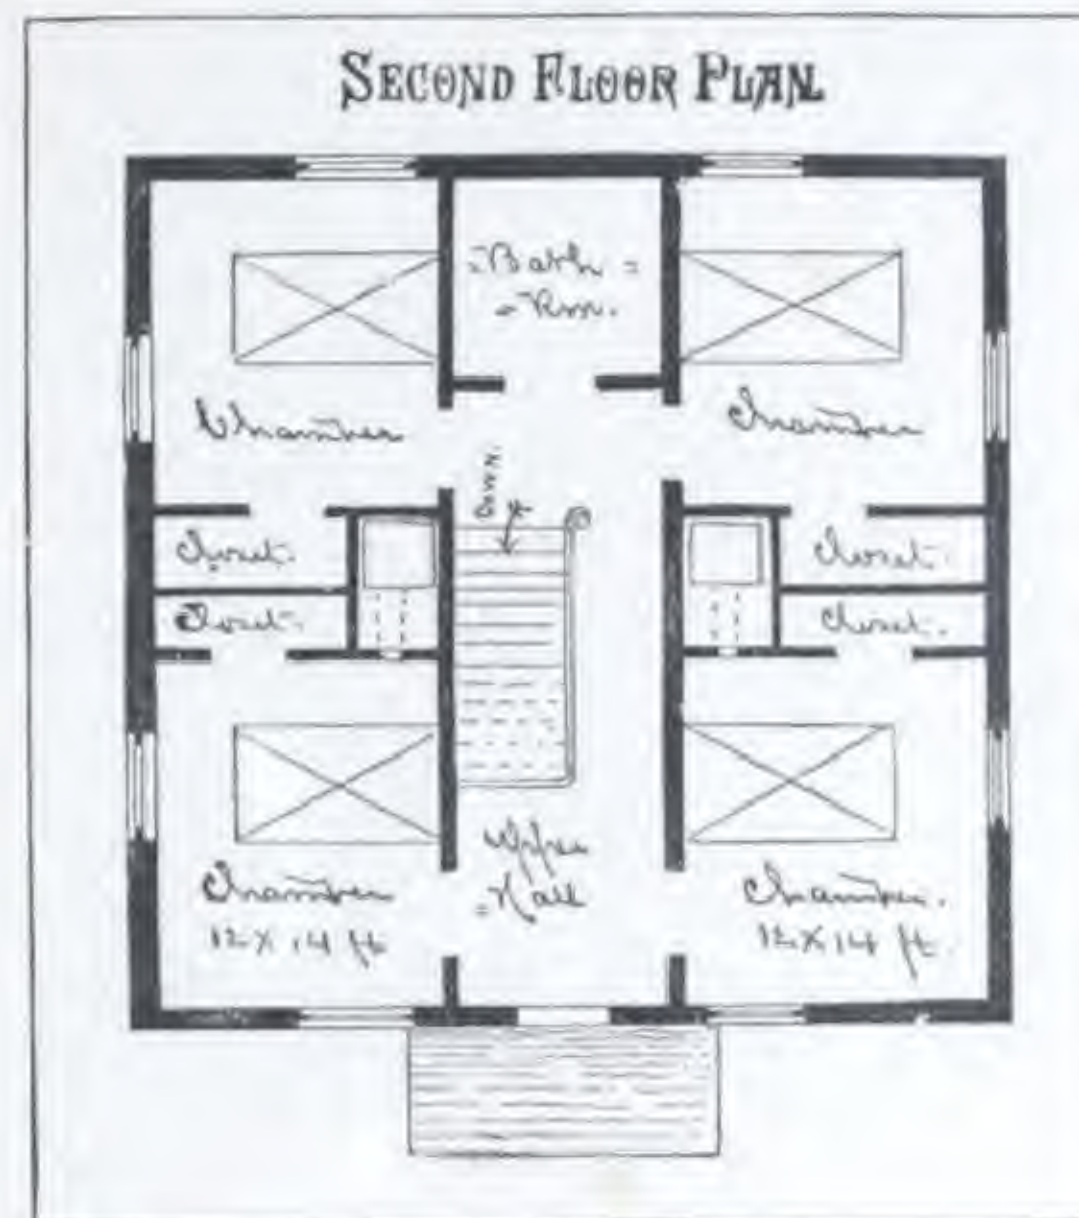 SECOND FLOOR PLAN.
=Bath=
=Rm.
Chamber
Chamber
DOWN.
Closet.
Closet.
Closet.
Closet.
Upper
=Hall
Chamber
12 X 14 ft
Chamber.
12 X 14 ft.